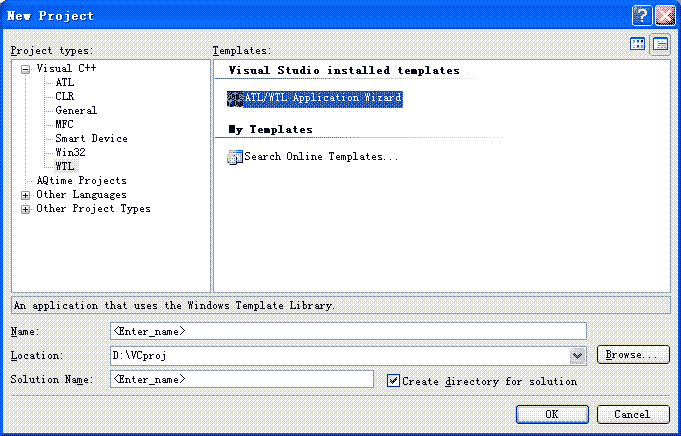 New Project
Project types:
Templates:
Visual C++
ATL
CLR
General
MFC
Smart Device
Win32
WTL
AQtime Projects
Other Languages
Other Project Types
Visual Studio installed templates
ATL/WTL Application Wizard
My Templates
Search Online Templates...
An application that uses the Windows Template Library.
Name: <Enter_name>
Location: D:\VCproj Browse...
Solution Name: <Enter_name> Create directory for solution
OK Cancel